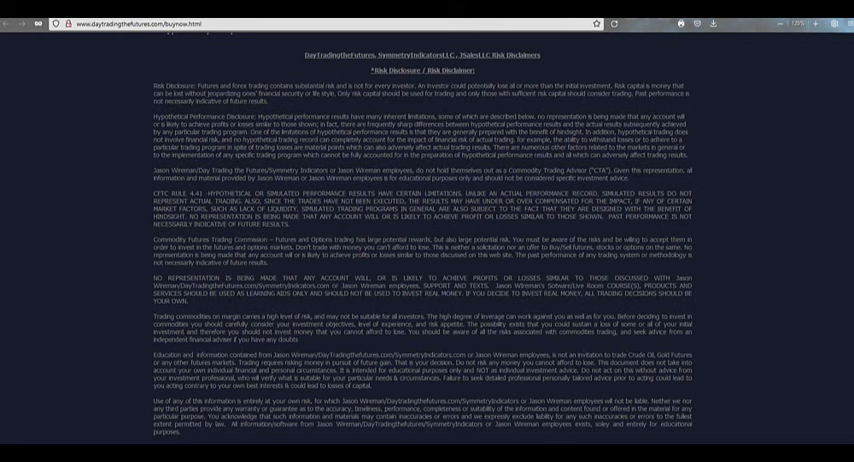 www.daytradingthefutures.com/buynow.html
120%
DayTradingtheFutures, SymmetryIndicatorsLLC , JSalesLLC Risk Disclaimers
*Risk Disclosure / Risk Disclaimer:
Risk Disclosure: Futures and forex trading contains substantial risk and is not for every investor. An investor could potentially lose all or more than the initial investment. Risk capital is money that
can be lost without jeopardizing ones' financial security or life style. Only risk capital should be used for trading and only those with sufficient risk capital should consider trading. Past performance is
not necessarily indicative of future results.
Hypothetical Performance Disclosure: Hypothetical performance results have many inherent limitations, some of which are described below, no representation is being made that any account will
or is likely to achieve profits or losses similar to those shown; in fact, there are frequently sharp differences between hypothetical performance results and the actual results subsequently achieved
by any particular trading program. One of the limitations of hypothetical performance results is that they are generally prepared with the benefit of hindsight. In addition, hypothetical trading does
not involve financial risk, and no hypothetical trading record can completely account for the impact of financial risk of actual trading. for example, the ability to withstand losses or to adhere to a
particular trading program in spite of trading losses are material points which can also adversely affect actual trading results. There are numerous other factors related to the markets in general or
to the implementation of any specific trading program which cannot be fully accounted for in the preparation of hypothetical performance results and all which can adversely affect trading results.
Jason Wireman/Day Trading the Futures/Symmetry Indicators or Jason Wireman employees, do not hold themselves out as a Commodity Trading Advisor ("CTA"). Given this representation, all
information and material provided by Jason Wireman or Jason Wireman employees is for educational purposes only and should not be considered specific investment advice.
CFTC RULE 4.41 -HYPOTHETICAL OR SIMULATED PERFORMANCE RESULTS HAVE CERTAIN LIMITATIONS. UNLIKE AN ACTUAL PERFORMANCE RECORD, SIMULATED RESULTS DO NOT
REPRESENT ACTUAL TRADING. ALSO, SINCE THE TRADES HAVE NOT BEEN EXECUTED, THE RESULTS MAY HAVE UNDER OR OVER COMPENSATED FOR THE IMPACT, IF ANY OF CERTAIN
MARKET FACTORS, SUCH AS LACK OF LIQUIDITY. SIMULATED TRADING PROGRAMS IN GENERAL ARE ALSO SUBJECT TO THE FACT THAT THEY ARE DESIGNED WITH THE BENEFIT OF
HINDSIGHT. NO REPRESENTATION IS BEING MADE THAT ANY ACCOUNT WILL OR IS LIKELY TO ACHIEVE PROFIT OR LOSSES SIMILAR TO THOSE SHOWN. PAST PERFORMANCE IS NOT
NECESSARILY INDICATIVE OF FUTURE RESULTS.
Commodity Futures Trading Commission – Futures and Options trading has large potential rewards, but also large potential risk. You must be aware of the risks and be willing to accept them in
order to invest in the futures and options markets. Don't trade with money you can't afford to lose. This is neither a solicitation nor an offer to Buy/Sell futures, stocks or options on the same. No
representation is being made that any account will or is likely to achieve profits or losses similar to those discussed on this web site. The past performance of any trading system or methodology is
not necessarily indicative of future results.
NO REPRESENTATION IS BEING MADE THAT ANY ACCOUNT WILL, OR IS LIKELY TO ACHIEVE PROFITS OR LOSSES SIMILAR TO THOSE DISCUSSED WITH Jason
Wireman/DayTradingthefutures.com/SymmetryIndicators.com or Jason Wireman employees, SUPPORT AND TEXTS. Jason Wireman's Sotware/Live Room COURSE(S), PRODUCTS AND
SERVICES SHOULD BE USED AS LEARNING AIDS ONLY AND SHOULD NOT BE USED TO INVEST REAL MONEY. IF YOU DECIDE TO INVEST REAL MONEY, ALL TRADING DECISIONS SHOULD BE
YOUR OWN.
Trading commodities on margin carries a high level of risk, and may not be suitable for all investors. The high degree of leverage can work against you as well as for you. Before deciding to invest in
commodities you should carefully consider your investment objectives, level of experience, and risk appetite. The possibility exists that you could sustain a loss of some or all of your initial
investment and therefore you should not invest money that you cannot afford to lose. You should be aware of all the risks associated with commodities trading, and seek advice from an
independent financial adviser if you have any doubts
Education and information contained from Jason Wireman/DayTradingthefutures.com/SymmetryIndicators.com or Jason Wireman employees, is not an invitation to trade Crude Oil, Gold Futures
or any other futures markets. Trading requires risking money in pursuit of future gain. That is your decision. Do not risk any money you cannot afford to lose. This document does not take into
account your own individual financial and personal circumstances. It is intended for educational purposes only and NOT as individual investment advice. Do not act on this without advice from
your investment professional, who will verify what is suitable for your particular needs & circumstances. Failure to seek detailed professional personally tailored advice prior to acting could lead to
you acting contrary to your own best interests & could lead to losses of capital.
Use of any of this information is entirely at your own risk, for which Jason Wireman/Daytradingthefutures.com/SymmetryIndicators or Jason Wireman employees will not be liable. Neither we nor
any third parties provide any warranty or guarantee as to the accuracy, timeliness, performance, completeness or suitability of the information and content found or offered in the material for any
particular purpose. You acknowledge that such information and materials may contain inaccuracies or errors and we expressly exclude liability for any such inaccuracies or errors to the fullest
extent permitted by law. All information/software from Jason Wireman/DayTradingthefutures/SymmetryIndicators or Jason Wireman employees exists, soley and entirely for educational
purposes.